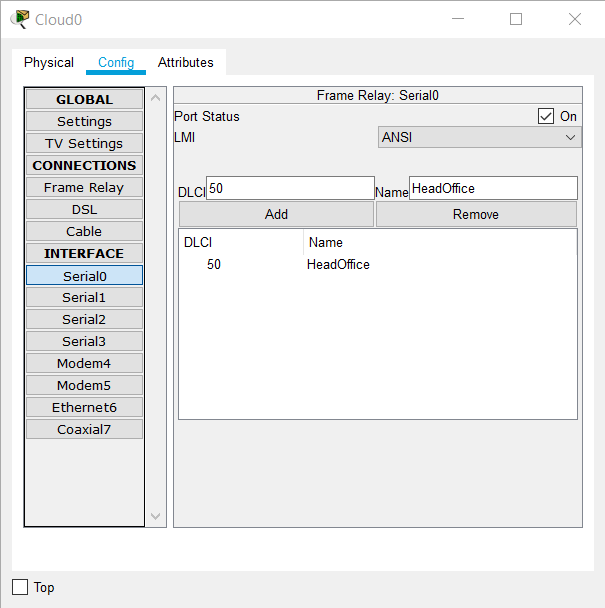 Cloud0
Physical Config Attributes
GLOBAL
Settings
TV Settings
CONNECTIONS
Frame Relay
DSL
Cable
INTERFACE
Serial0
Serial1
Serial2
Serial3
Modem4
Modem5
Ethernet6
Coaxial7
Frame Relay: Serial0
Port Status On
LMI ANSI
DLCI 50 Name HeadOffice
Add Remove
DLCI Name
50 HeadOffice
Top